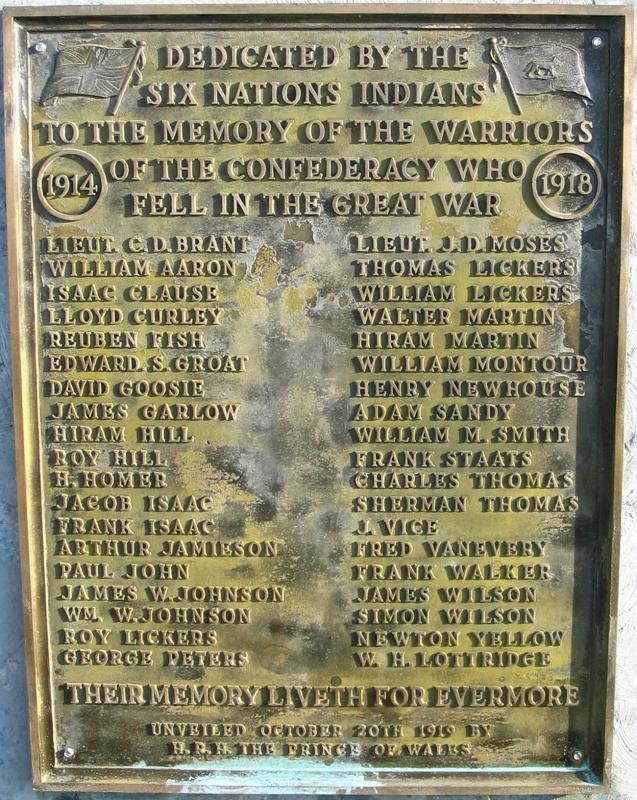 DEDICATED BY THE
SIX NATIONS INDIANS
TO THE MEMORY OF THE WARRIORS
1914 OF THE CONFEDERACY WHO 1918
FELL IN THE GREAT WAR
LIEUT. C. D. BRANT
WILLIAM AARON
ISAAC CLAUSE
LLOYD CURLEY
REUBEN FISH
EDWARD. S. GROAT
DAVID GOOSIE
JAMES GARLOW
HIRAM HILL
ROY HILL
H. HOMER
JACOB ISAAC
FRANK ISAAC
ARTHUR JAMIESON
PAUL JOHN
JAMES W. JOHNSON
WM. W. JOHNSON
ROY LICKERS
GEORGE PETERS
LIEUT. J. D. MOSES
THOMAS LICKERS
WILLIAM LICKERS
WALTER MARTIN
HIRAM MARTIN
WILLIAM MONTOUR
HENRY NEWHOUSE
ADAM SANDY
WILLIAM M. SMITH
FRANK STAATS
CHARLES THOMAS
SHERMAN THOMAS
J. VICE
FRED VANEVERY
FRANK WALKER
JAMES WILSON
SIMON WILSON
NEWTON YELLOW
W. H. LOTTRIDGE
THEIR MEMORY LIVETH FOR EVERMORE
UNVEILED OCTOBER 20TH 1919 BY
H. R. H. THE PRINCE OF WALES